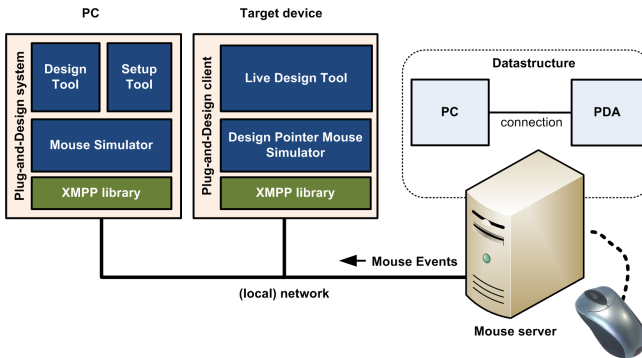 PC
Target device
Plug-and-Design system
Design
Tool
Setup
Tool
Mouse Simulator
XMPP library
Plug-and-Design client
Live Design Tool
Design Pointer Mouse
Simulator
XMPP library
Datastructure
PC
connection
PDA
Mouse Events
(local) network
Mouse server